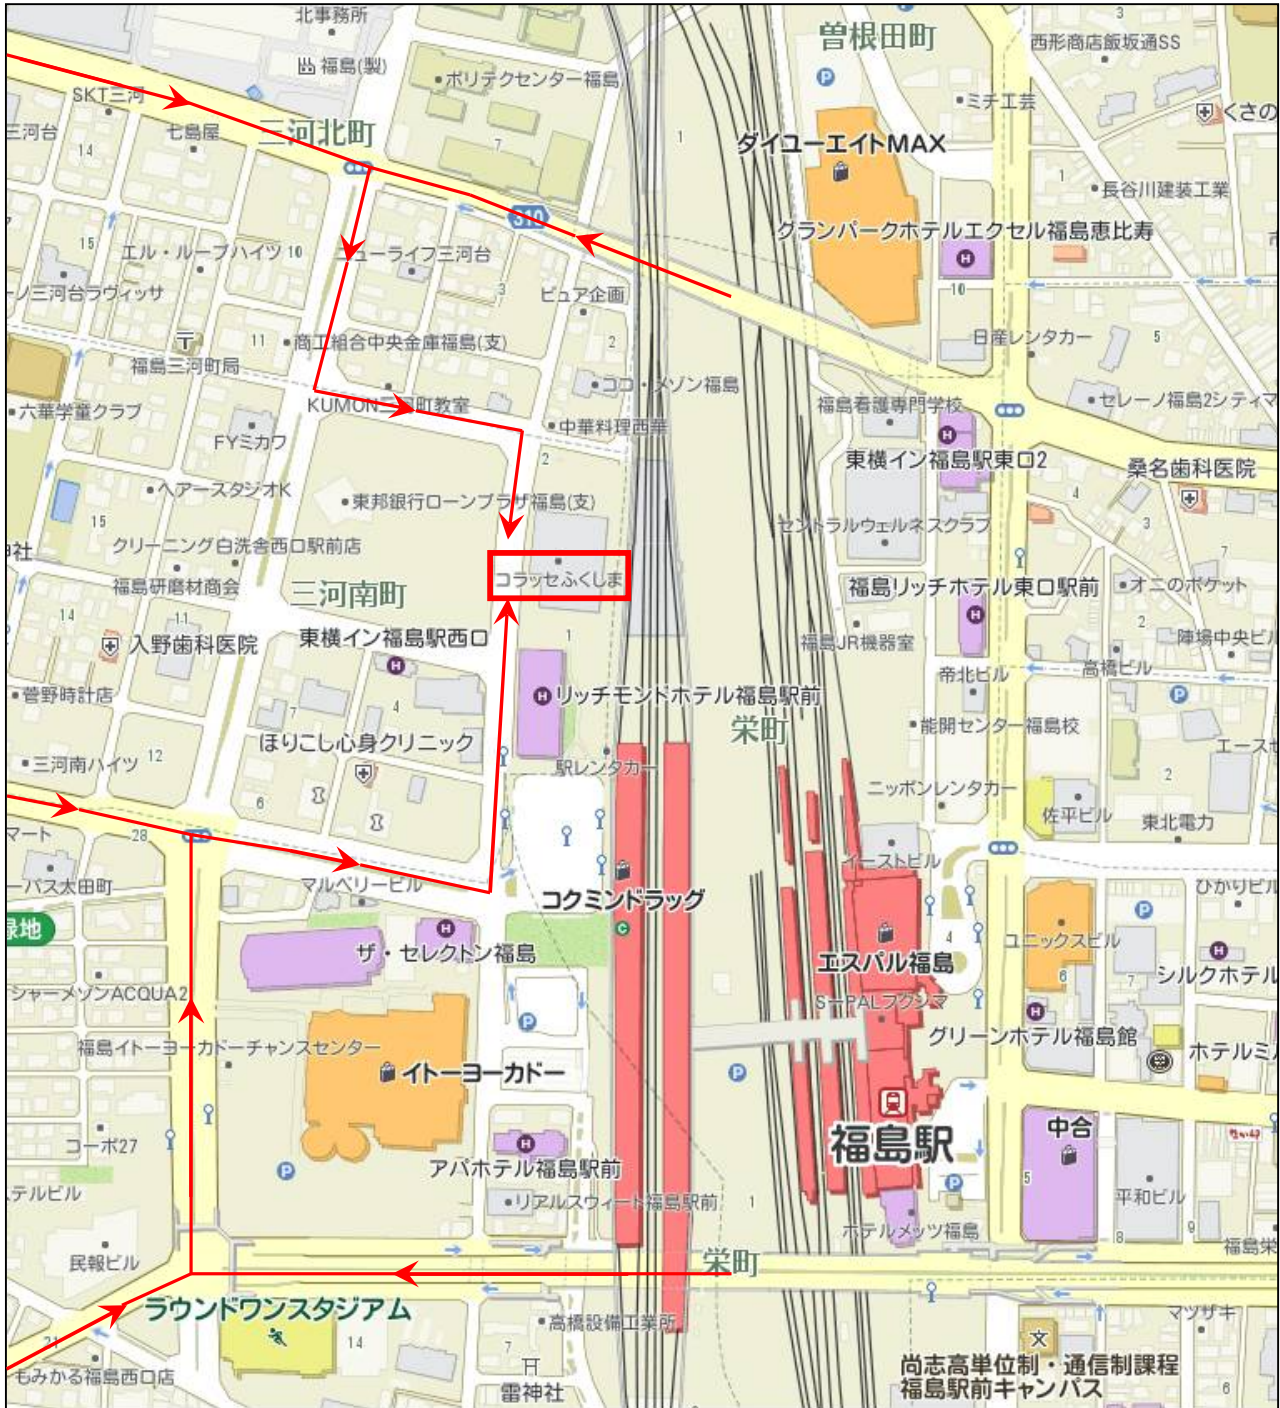 北事務所
福島(製)
ポリテクセンター福島
曽根田町
西形商店飯坂通SS
SKT三河
七島屋
三河北町
三河台
ミチ工芸
くさの
ダイユーエイトMAX
長谷川建装工業
310
グランパークホテルエクセル福島恵比寿
エル・ループハイツ
ニューライフ三河台
ノ三河台ラヴィッサ
ピュア企画
日産レンタカー
商工組合中央金庫福島(支)
福島三河町局
KUMON三河町教室
ココ・メゾン福島
福島看護専門学校
セレーノ福島2シティマ
六華学童クラブ
FYミカワ
中華料理西華
東横イン福島駅東口2
桑名歯科医院
ヘアースタジオK
東邦銀行ローンプラザ福島(支)
セントラルウェルネスクラブ
クリーニング白洗舎西口駅前店
神社
福島研磨材商会
三河南町
コラッセふくしま
福島リッチホテル東口駅前
オニのポケット
入野歯科医院
東横イン福島駅西口
福島JR機器室
陣場中央ビル
高橋ビル
帝北ビル
菅野時計店
リッチモンドホテル福島駅前
栄町
能開センター福島校
ほりこし心身クリニック
三河南ハイツ
駅レンタカー
ニッポンレンタカー
エースセ
佐平ビル
東北電力
マート
イーストビル
マルベリービル
ーパス太田町
コクミンドラッグ
ひかりビル
緑地
ザ・セレクトン福島
エスパル福島
ユニックスビル
シルクホテル
シャーメゾンACQUA2
S-PALフクシマ
福島イトーヨーカドーチャンスセンター
グリーンホテル福島館
ホテルミ
イトーヨーカドー
コーポ27
アパホテル福島駅前
福島駅
中合
ステルビル
リアルスウィート福島駅前
平和ビル
ホテルメッツ福島
民報ビル
栄町
福島栄
ラウンドワンスタジアム
高橋設備工業所
マツザキ
もみかる福島西口店
雷神社
尚志高単位制・通信制課程
福島駅前キャンパス